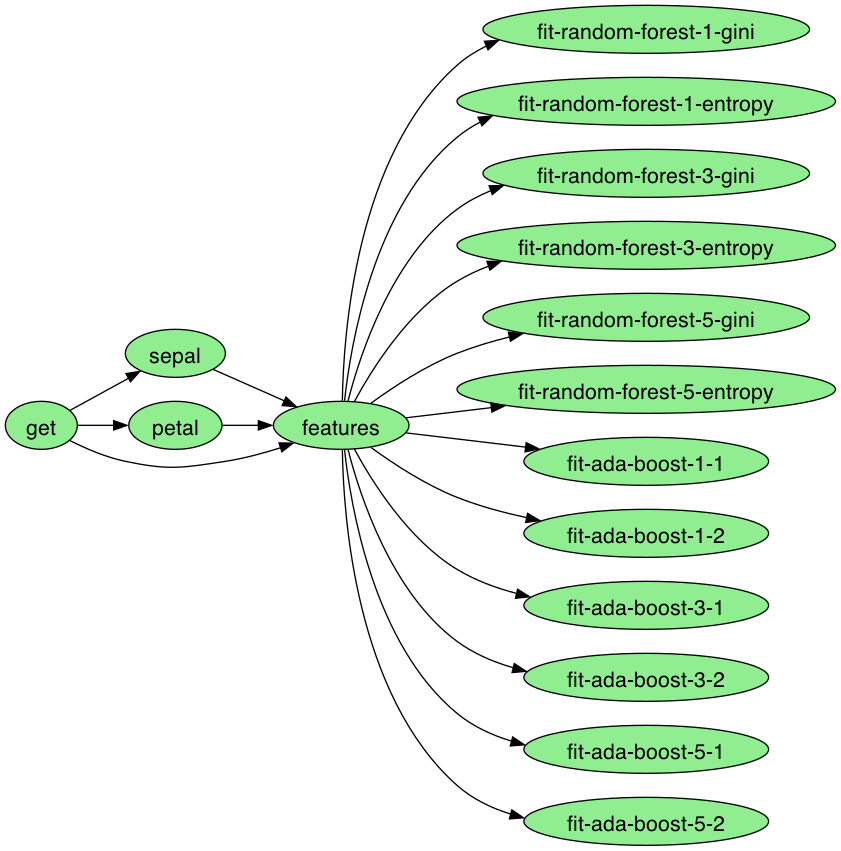 get
sepal
petal
features
fit-random-forest-1-gini
fit-random-forest-1-entropy
fit-random-forest-3-gini
fit-random-forest-3-entropy
fit-random-forest-5-gini
fit-random-forest-5-entropy
fit-ada-boost-1-1
fit-ada-boost-1-2
fit-ada-boost-3-1
fit-ada-boost-3-2
fit-ada-boost-5-1
fit-ada-boost-5-2